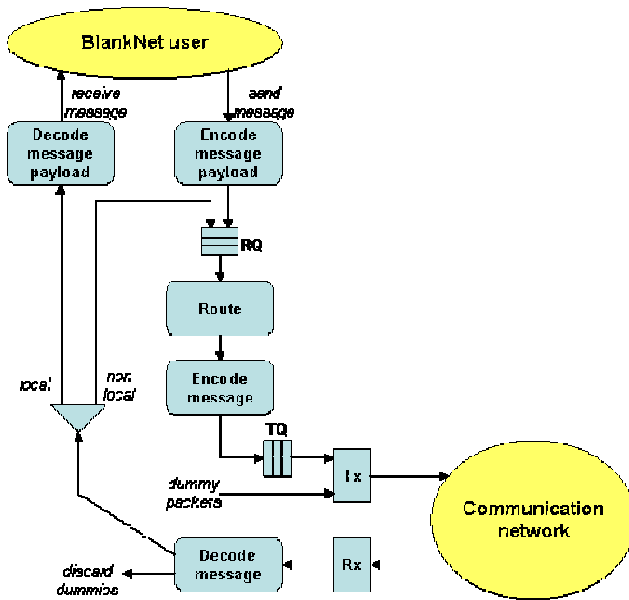 BlankNet user
receive
message
send
message
Decode
message
payload
Encode
message
payload
RQ
Route
local
non
local
Encode
message
TQ
dummy
packers
Tx
Communication
network
Decode
message
Rx
discard
dummies